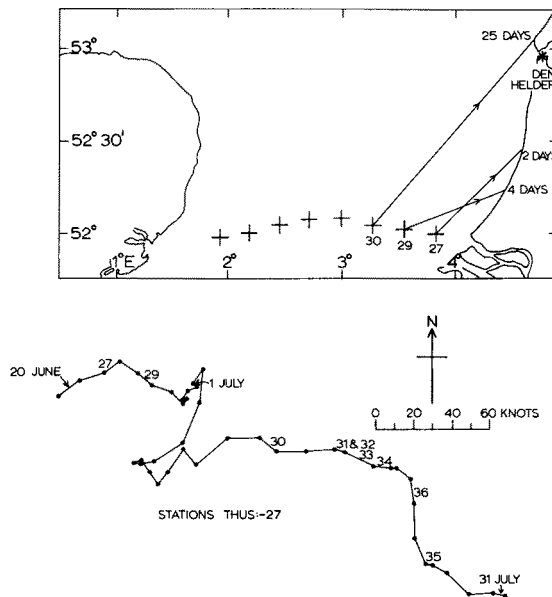 53°
25 DAYS
DEN
HELDER
52° 30'
2 DAYS
4 DAYS
52°
30
29
27
1°E
2°
3°
4°
N
20 JUNE
27
29
1 JULY
0 20 40 60 KNOTS
30
31 & 32
33
34
36
STATIONS THUS:-27
35
31 JULY